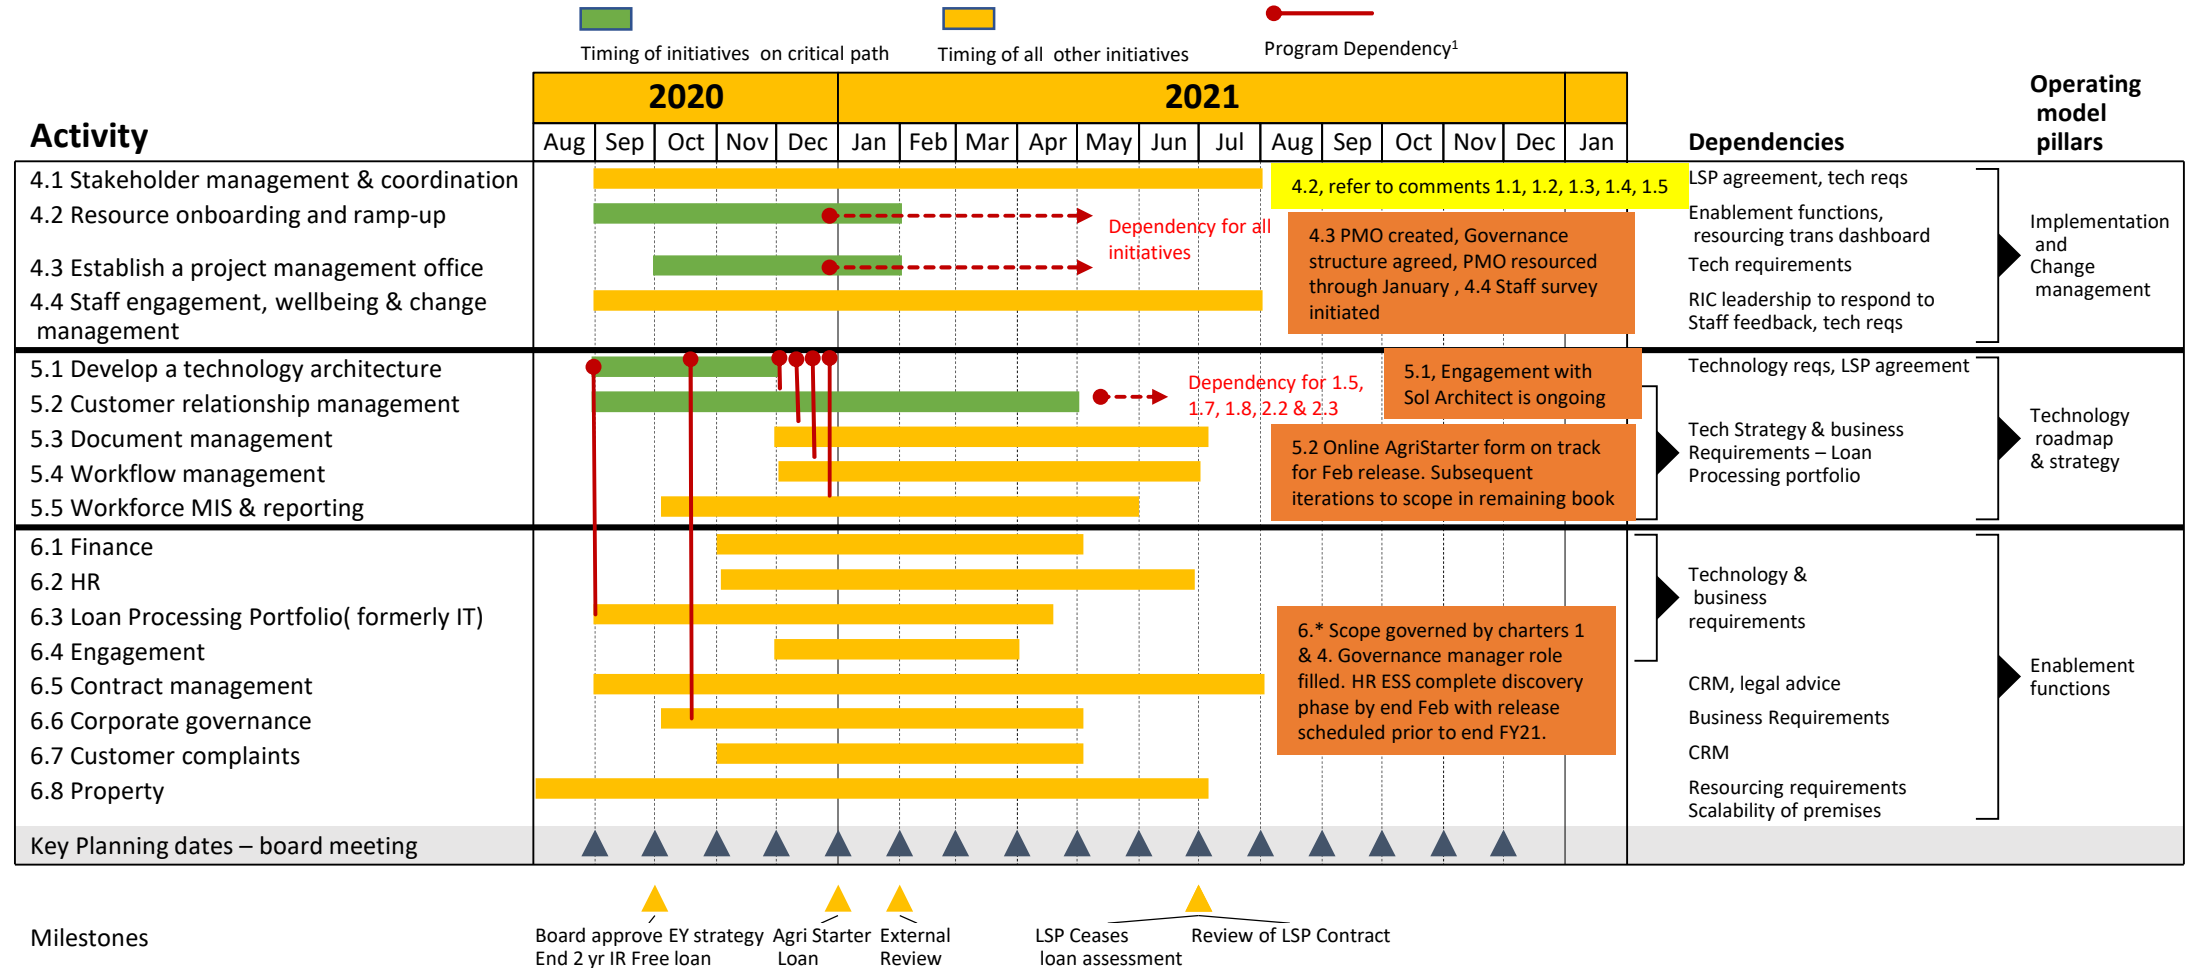 Timing of initiatives on critical path
Timing of all other initiatives
Program Dependency¹
2020
2021
Activity
Aug Sep Oct Nov Dec Jan Feb Mar Apr May Jun Jul Aug Sep Oct Nov Dec Jan
Dependencies
Operating
model
pillars
4.1 Stakeholder management & coordination
4.2 Resource onboarding and ramp-up
4.3 Establish a project management office
4.4 Staff engagement, wellbeing & change
management
Dependency for all
initiatives
4.2, refer to comments 1.1, 1.2, 1.3, 1.4, 1.5
4.3 PMO created, Governance
structure agreed, PMO resourced
through January , 4.4 Staff survey
initiated
LSP agreement, tech reqs
Enablement functions,
resourcing trans dashboard
Tech requirements
RIC leadership to respond to
Staff feedback, tech reqs
Implementation
and
Change
management
5.1 Develop a technology architecture
5.2 Customer relationship management
5.3 Document management
5.4 Workflow management
5.5 Workforce MIS & reporting
Dependency for 1.5,
1.7, 1.8, 2.2 & 2.3
5.1, Engagement with
Sol Architect is ongoing
5.2 Online AgriStarter form on track
for Feb release. Subsequent
iterations to scope in remaining book
Technology reqs, LSP agreement
Tech Strategy & business
Requirements – Loan
Processing portfolio
Technology
roadmap
& strategy
6.1 Finance
6.2 HR
6.3 Loan Processing Portfolio( formerly IT)
6.4 Engagement
6.5 Contract management
6.6 Corporate governance
6.7 Customer complaints
6.8 Property
6.* Scope governed by charters 1
& 4. Governance manager role
filled. HR ESS complete discovery
phase by end Feb with release
scheduled prior to end FY21.
Technology &
business
requirements
CRM, legal advice
Business Requirements
CRM
Resourcing requirements
Scalability of premises
Enablement
functions
Key Planning dates – board meeting
Milestones
Board approve EY strategy
End 2 yr IR Free loan
Agri Starter
Loan
External
Review
LSP Ceases
loan assessment
Review of LSP Contract